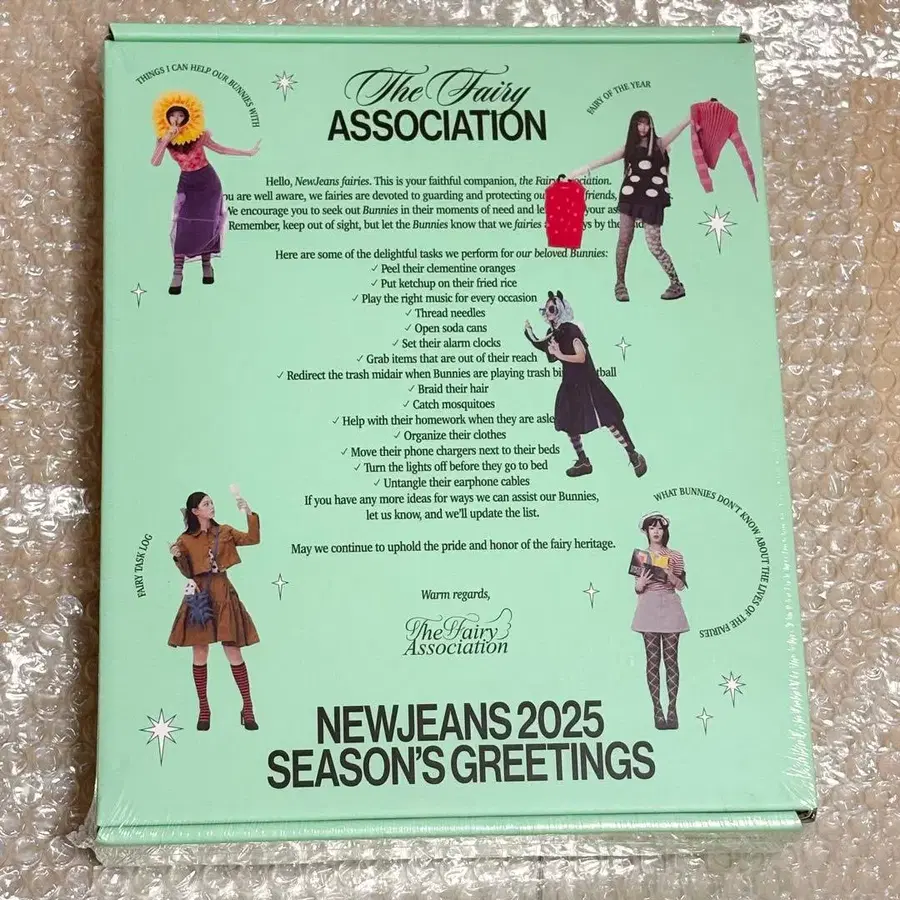 THINGS I CAN HELP OUR BUNNIES WITH
The Fairy
ASSOCIATION
FAIRY OF THE YEAR
Hello, NewJeans fairies. This is your faithful companion, the Fairy Association.
ou are well aware, we fairies are devoted to guarding and protecting ou friends,
We encourage you to seek out Bunnies in their moments of need and le your as
Remember, keep out of sight, but let the Bunnies know that we fairies ys by the
Here are some of the delightful tasks we perform for our beloved Bunnies:
✓ Peel their clementine oranges
✓ Put ketchup on their fried rice
✓ Play the right music for every occasion
✓ Thread needles
✓ Open soda cans
✓ Set their alarm clocks
✓ Grab items that are out of their reach
✓ Redirect the trash midair when Bunnies are playing trash bi tball
✓ Braid their hair
✓ Catch mosquitoes
✓ Help with their homework when they are asle
✓ Organize their clothes
✓ Move their phone chargers next to their beds
✓ Turn the lights off before they go to bed
✓ Untangle their earphone cables
If you have any more ideas for ways we can assist our Bunnies,
let us know, and we'll update the list.
May we continue to uphold the pride and honor of the fairy heritage.
FAIRY TASK LOG
WHAT BUNNIES DON'T KNOW ABOUT THE LIVES OF THE FAIRIES
Warm regards,
The Fairy
Association
NEWJEANS 2025
SEASON'S GREETINGS